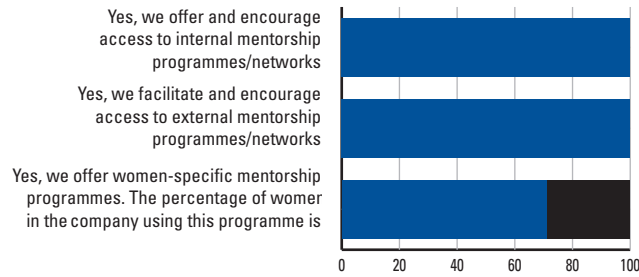 Yes, we offer and encourage
access to internal mentorship
programmes/networks
Yes, we facilitate and encourage
access to external mentorship
programmes/networks
Yes, we offer women-specific mentorship
programmes. The percentage of women
in the company using this programme is
0 20 40 60 80 100